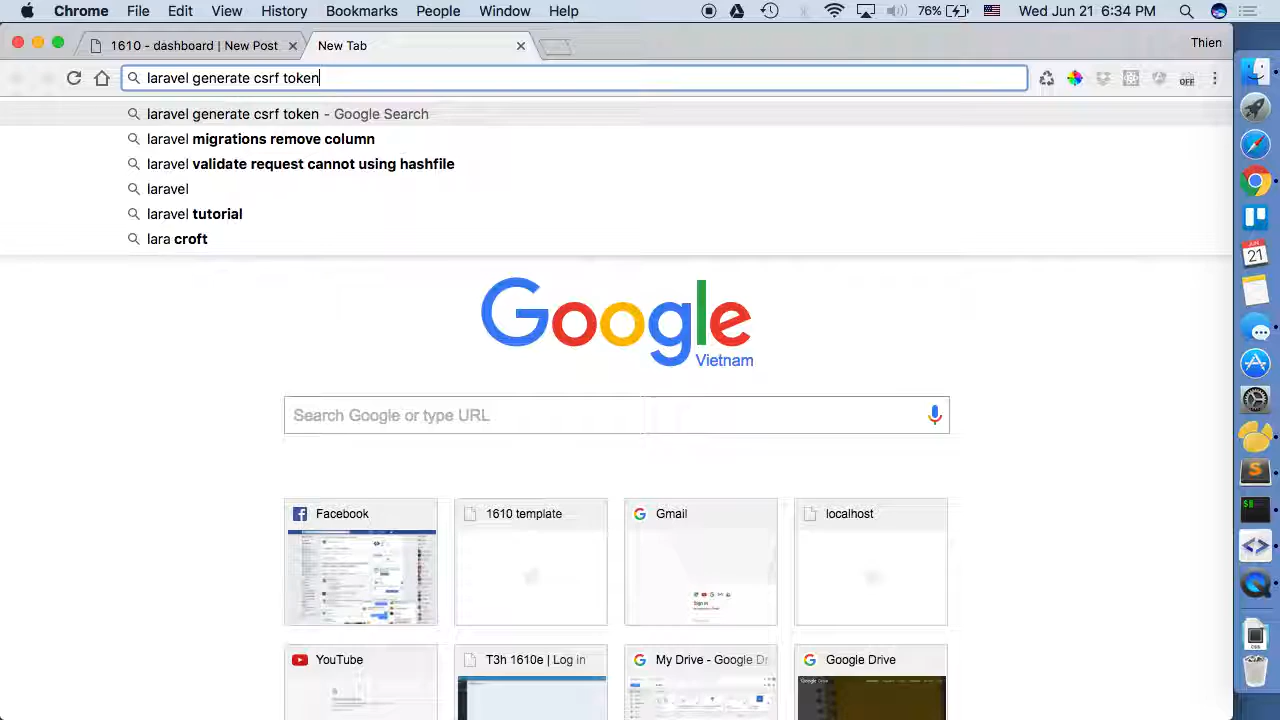 Chrome File Edit View History Bookmarks People Window Help 76% Wed Jun 21 6:34 PM
1610 - dashboard | New Post New Tab Thien
laravel generate csrf token
laravel generate csrf token - Google Search
laravel migrations remove column
laravel validate request cannot using hashfile
laravel
laravel tutorial
lara croft
Google
Vietnam
Search Google or type URL
Facebook 1610 template Gmail localhost
YouTube T3h 1610e | Log in My Drive - Google Dr Google Drive
OFF
21